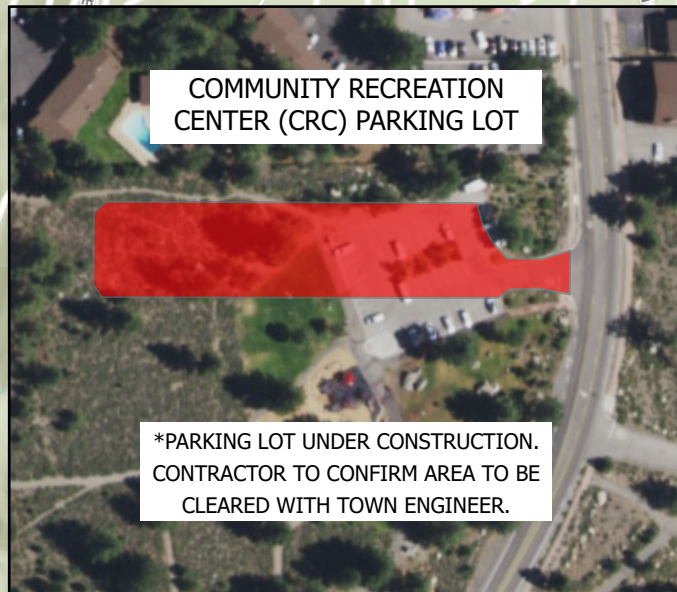 COMMUNITY RECREATION
CENTER (CRC) PARKING LOT
*PARKING LOT UNDER CONSTRUCTION.
CONTRACTOR TO CONFIRM AREA TO BE
CLEARED WITH TOWN ENGINEER.